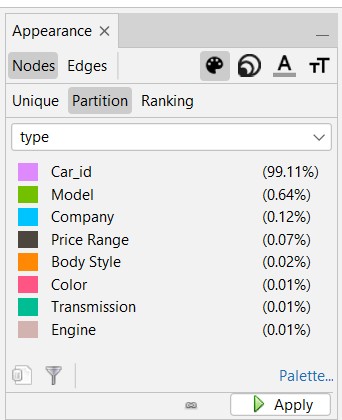 Appearance
Nodes Edges A TT
Unique Partition Ranking
type
Car_id (99.11%)
Model (0.64%)
Company (0.12%)
Price Range (0.07%)
Body Style (0.02%)
Color (0.01%)
Transmission (0.01%)
Engine (0.01%)
Palette...
Apply